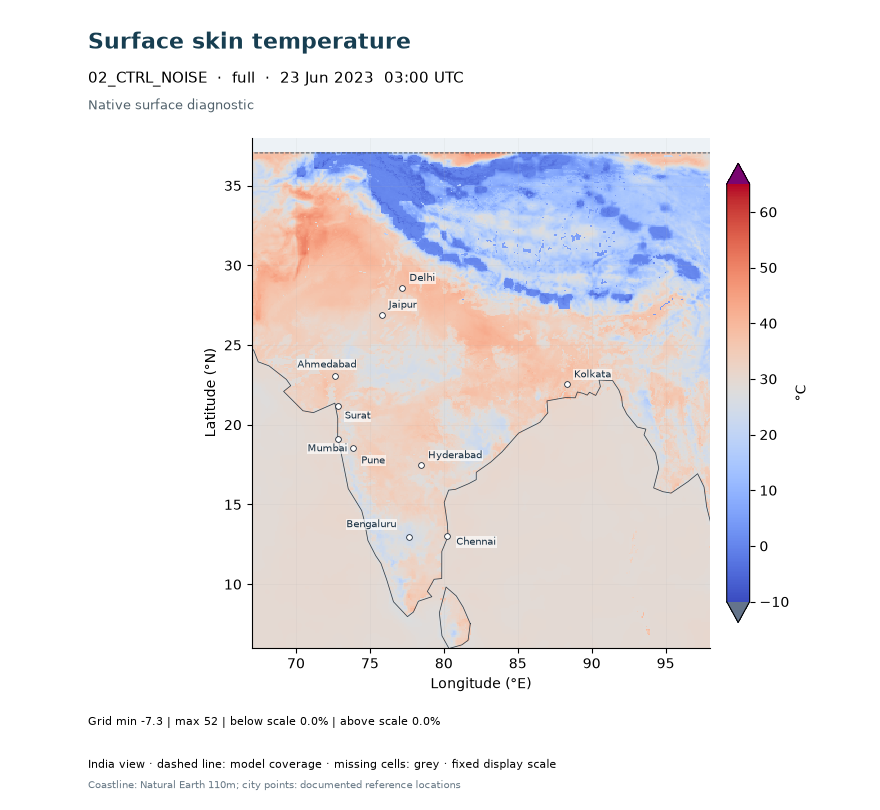 Surface skin temperature
02_CTRL_NOISE · full · 23 Jun 2023 03:00 UTC
Native surface diagnostic
35
30
25
20
15
10
Latitude (°N)
Delhi
Jaipur
Ahmedabad
Kolkata
Surat
Mumbai
Pune
Hyderabad
Bengaluru
Chennai
70
75
80
85
90
95
Longitude (°E)
60
50
40
30
20
10
0
−10
°C
Grid min -7.3 | max 52 | below scale 0.0% | above scale 0.0%
India view · dashed line: model coverage · missing cells: grey · fixed display scale
Coastline: Natural Earth 110m; city points: documented reference locations